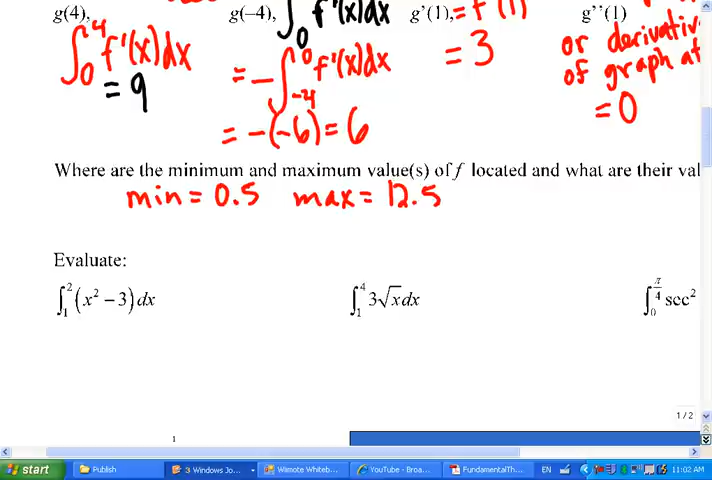 g(4), g(−4), ∫₀ f'(x)dx g'(1), = g''(1)
∫₀⁴ f'(x)dx = −∫₋₄⁰ f'(x)dx = 3 or
= 9 of graph at
= −(−6) = 6 = 0
Where are the minimum and maximum value(s) of f located and what are their
min = 0.5 max = 12.5
Evaluate:
∫₁² (x² − 3) dx ∫₁⁴ 3√x dx ∫₀^(π/4) sec²
1 / 2
1
start Publish 3 Windows Jo... Wilmote Whiteb... YouTube - Broa... FundamentalTh... EN 11:02 AM